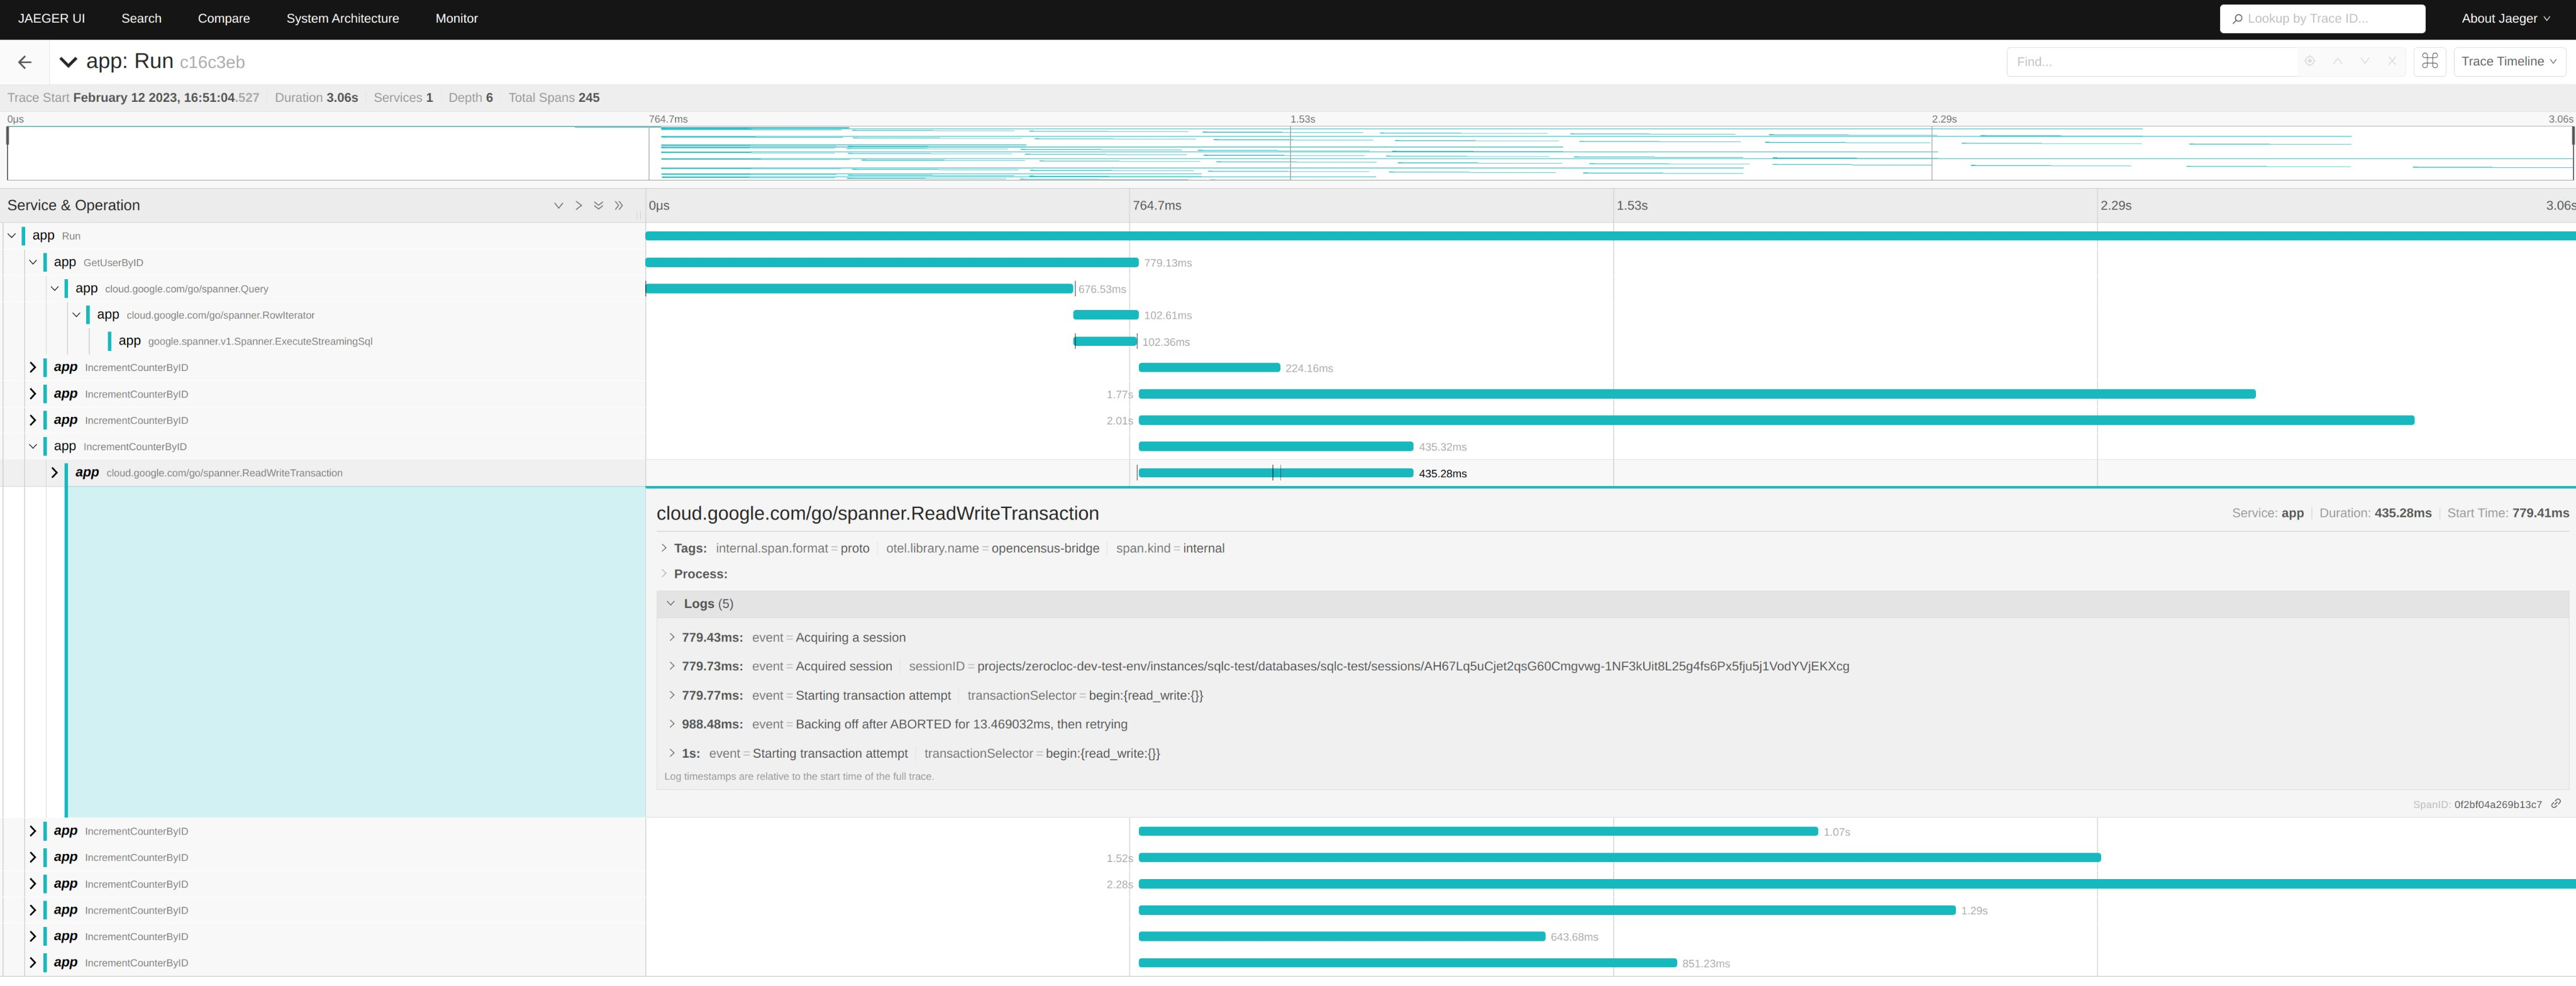 JAEGER UI Search Compare System Architecture Monitor Lookup by Trace ID... About Jaeger
app: Run c16c3eb Find... Trace Timeline
Trace Start February 12 2023, 16:51:04.527 Duration 3.06s Services 1 Depth 6 Total Spans 245
0μs 764.7ms 1.53s 2.29s 3.06s
Service & Operation 0μs 764.7ms 1.53s 2.29s 3.06s
app Run
app GetUserByID 779.13ms
app cloud.google.com/go/spanner.Query 676.53ms
app cloud.google.com/go/spanner.RowIterator 102.61ms
app google.spanner.v1.Spanner.ExecuteStreamingSql 102.36ms
app IncrementCounterByID 224.16ms
app IncrementCounterByID 1.77s
app IncrementCounterByID 2.01s
app IncrementCounterByID 435.32ms
app cloud.google.com/go/spanner.ReadWriteTransaction 435.28ms
cloud.google.com/go/spanner.ReadWriteTransaction Service: app Duration: 435.28ms Start Time: 779.41ms
Tags: internal.span.format = proto otel.library.name = opencensus-bridge span.kind = internal
Process:
Logs (5)
779.43ms: event = Acquiring a session
779.73ms: event = Acquired session sessionID = projects/zerocloc-dev-test-env/instances/sqlc-test/databases/sqlc-test/sessions/AH67Lq5uCjet2qsG60Cmgvwg-1NF3kUit8L25g4fs6Px5fju5j1VodYVjEKXcg
779.77ms: event = Starting transaction attempt transactionSelector = begin:{read_write:{}}
988.48ms: event = Backing off after ABORTED for 13.469032ms, then retrying
1s: event = Starting transaction attempt transactionSelector = begin:{read_write:{}}
Log timestamps are relative to the start time of the full trace.
SpanID: 0f2bf04a269b13c7
app IncrementCounterByID 1.07s
app IncrementCounterByID 1.52s
app IncrementCounterByID 2.28s
app IncrementCounterByID 1.29s
app IncrementCounterByID 643.68ms
app IncrementCounterByID 851.23ms